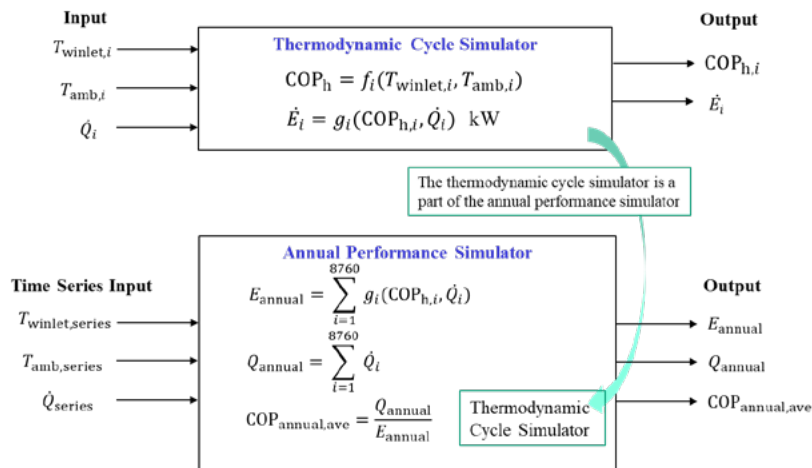 Input
Output
Thermodynamic Cycle Simulator
T_winlet,i
T_amb,i
Q̇_i
COP_h = f_i(T_winlet,i, T_amb,i)
Ė_i = g_i(COP_h,i, Q̇_i) kW
COP_h,i
Ė_i
The thermodynamic cycle simulator is a
part of the annual performance simulator
Annual Performance Simulator
Time Series Input
Output
T_winlet,series
T_amb,series
Q̇_series
E_annual = ∑_{i=1}^{8760} g_i(COP_h,i, Q̇_i)
Q_annual = ∑_{i=1}^{8760} Q̇_i
COP_annual,ave = Q_annual / E_annual
Thermodynamic
Cycle Simulator
E_annual
Q_annual
COP_annual,ave